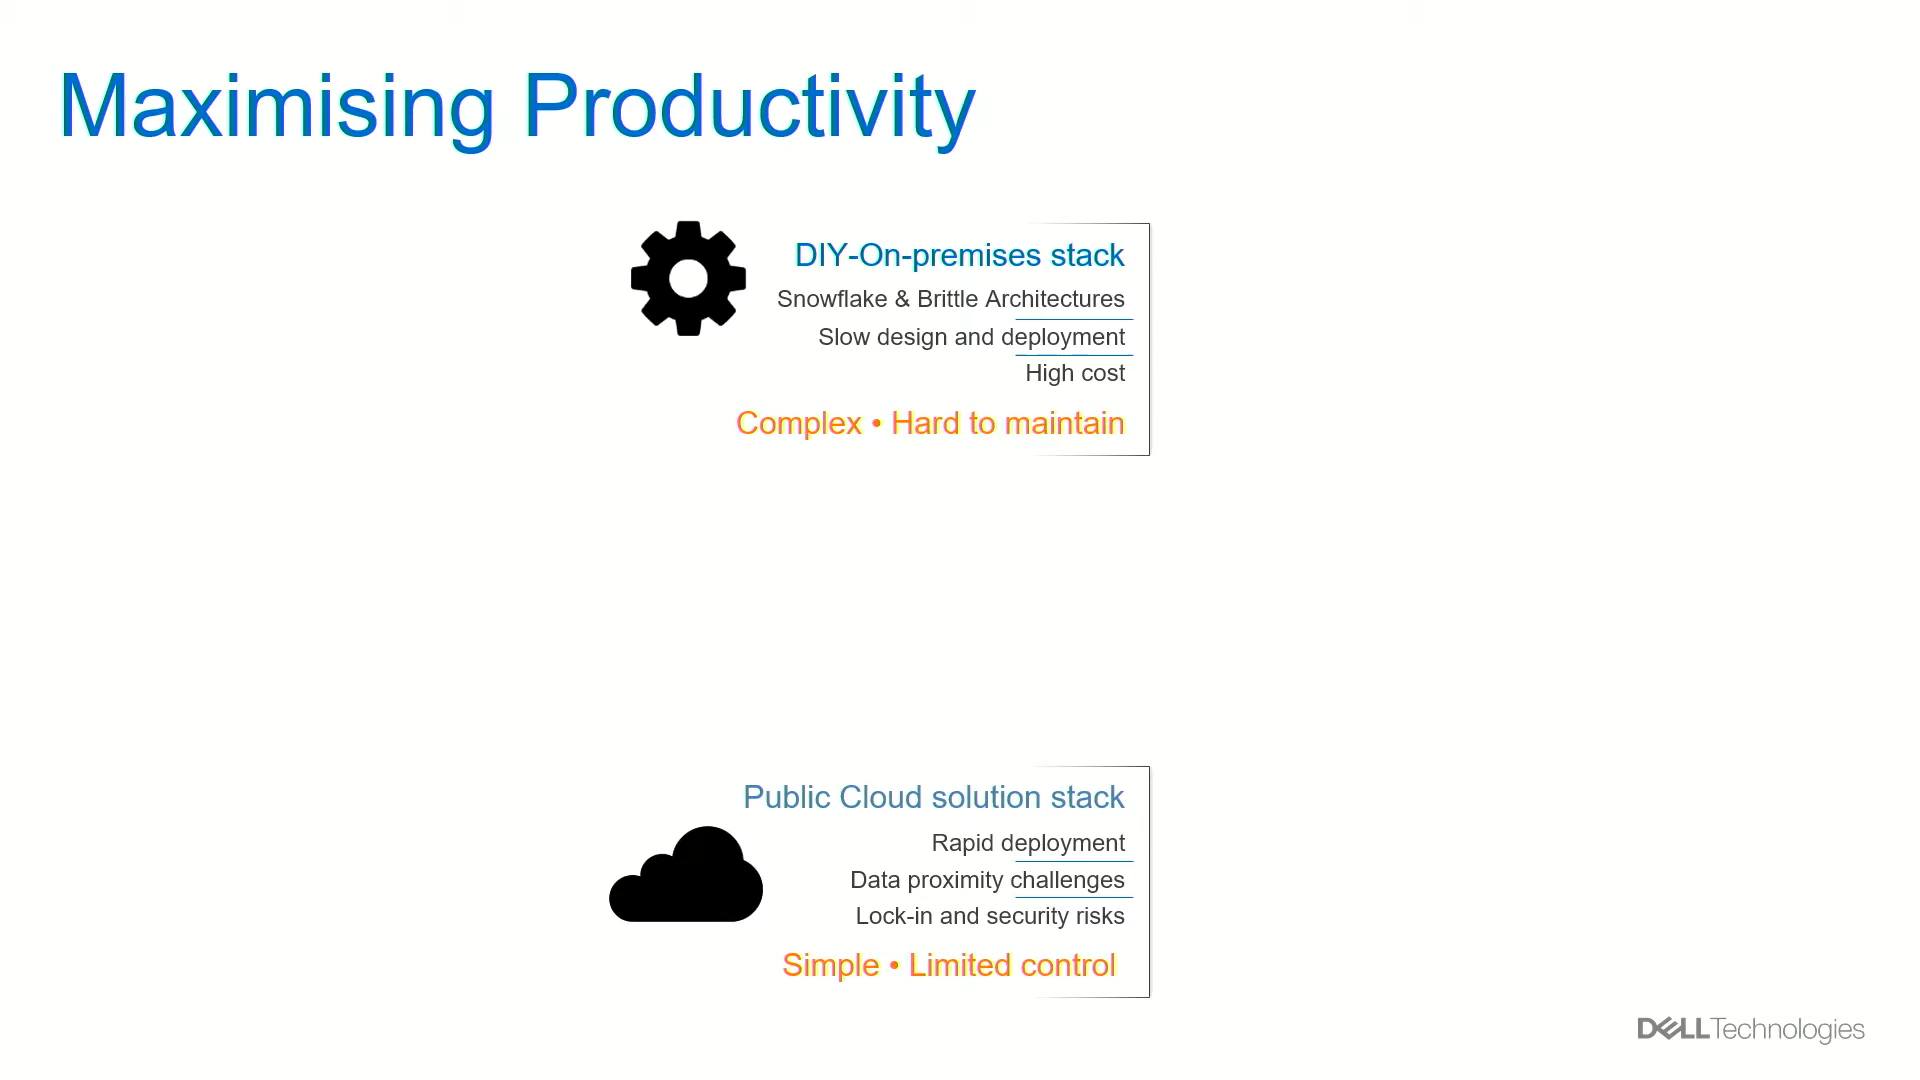 Maximising Productivity
DIY-On-premises stack
Snowflake & Brittle Architectures
Slow design and deployment
High cost
Complex • Hard to maintain
Public Cloud solution stack
Rapid deployment
Data proximity challenges
Lock-in and security risks
Simple • Limited control
DELLTechnologies